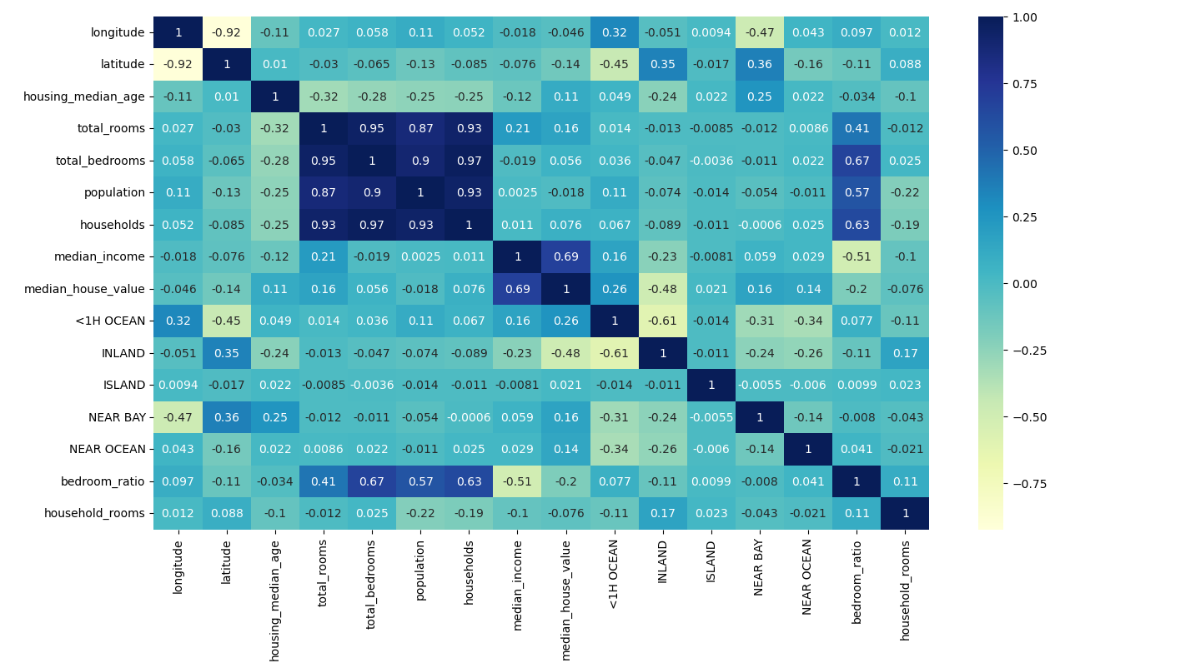 longitude 1 -0.92 -0.11 0.027 0.058 0.11 0.052 -0.018 -0.046 0.32 -0.051 0.0094 -0.47 0.043 0.097 0.012
latitude -0.92 1 0.01 -0.03 -0.065 -0.13 -0.085 -0.076 -0.14 -0.45 0.35 -0.017 0.36 -0.16 -0.11 0.088
housing_median_age -0.11 0.01 1 -0.32 -0.28 -0.25 -0.25 -0.12 0.11 0.049 -0.24 0.022 0.25 0.022 -0.034 -0.1
total_rooms 0.027 -0.03 -0.32 1 0.95 0.87 0.93 0.21 0.16 0.014 -0.013 -0.0085 -0.012 0.0086 0.41 -0.012
total_bedrooms 0.058 -0.065 -0.28 0.95 1 0.9 0.97 -0.019 0.056 0.036 -0.047 -0.0036 -0.011 0.022 0.67 0.025
population 0.11 -0.13 -0.25 0.87 0.9 1 0.93 0.0025 -0.018 0.11 -0.074 -0.014 -0.054 -0.011 0.57 -0.22
households 0.052 -0.085 -0.25 0.93 0.97 0.93 1 0.011 0.076 0.067 -0.089 -0.011 -0.0006 0.025 0.63 -0.19
median_income -0.018 -0.076 -0.12 0.21 -0.019 0.0025 0.011 1 0.69 0.16 -0.23 -0.0081 0.059 0.029 -0.51 -0.1
median_house_value -0.046 -0.14 0.11 0.16 0.056 -0.018 0.076 0.69 1 0.26 -0.48 0.021 0.16 0.14 -0.2 -0.076
<1H OCEAN 0.32 -0.45 0.049 0.014 0.036 0.11 0.067 0.16 0.26 1 -0.61 -0.014 -0.31 -0.34 0.077 -0.11
INLAND -0.051 0.35 -0.24 -0.013 -0.047 -0.074 -0.089 -0.23 -0.48 -0.61 1 -0.011 -0.24 -0.26 -0.11 0.17
ISLAND 0.0094 -0.017 0.022 -0.0085 -0.0036 -0.014 -0.011 -0.0081 0.021 -0.014 -0.011 1 -0.0055 -0.006 0.0099 0.023
NEAR BAY -0.47 0.36 0.25 -0.012 -0.011 -0.054 -0.0006 0.059 0.16 -0.31 -0.24 -0.0055 1 -0.14 -0.008 -0.043
NEAR OCEAN 0.043 -0.16 0.022 0.0086 0.022 -0.011 0.025 0.029 0.14 -0.34 -0.26 -0.006 -0.14 1 0.041 -0.021
bedroom_ratio 0.097 -0.11 -0.034 0.41 0.67 0.57 0.63 -0.51 -0.2 0.077 -0.11 0.0099 -0.008 0.041 1 0.11
household_rooms 0.012 0.088 -0.1 -0.012 0.025 -0.22 -0.19 -0.1 -0.076 -0.11 0.17 0.023 -0.043 -0.021 0.11 1
longitude
latitude
housing_median_age
total_rooms
total_bedrooms
population
households
median_income
median_house_value
<1H OCEAN
INLAND
ISLAND
NEAR BAY
NEAR OCEAN
bedroom_ratio
household_rooms
1.00
0.75
0.50
0.25
0.00
−0.25
−0.50
−0.75